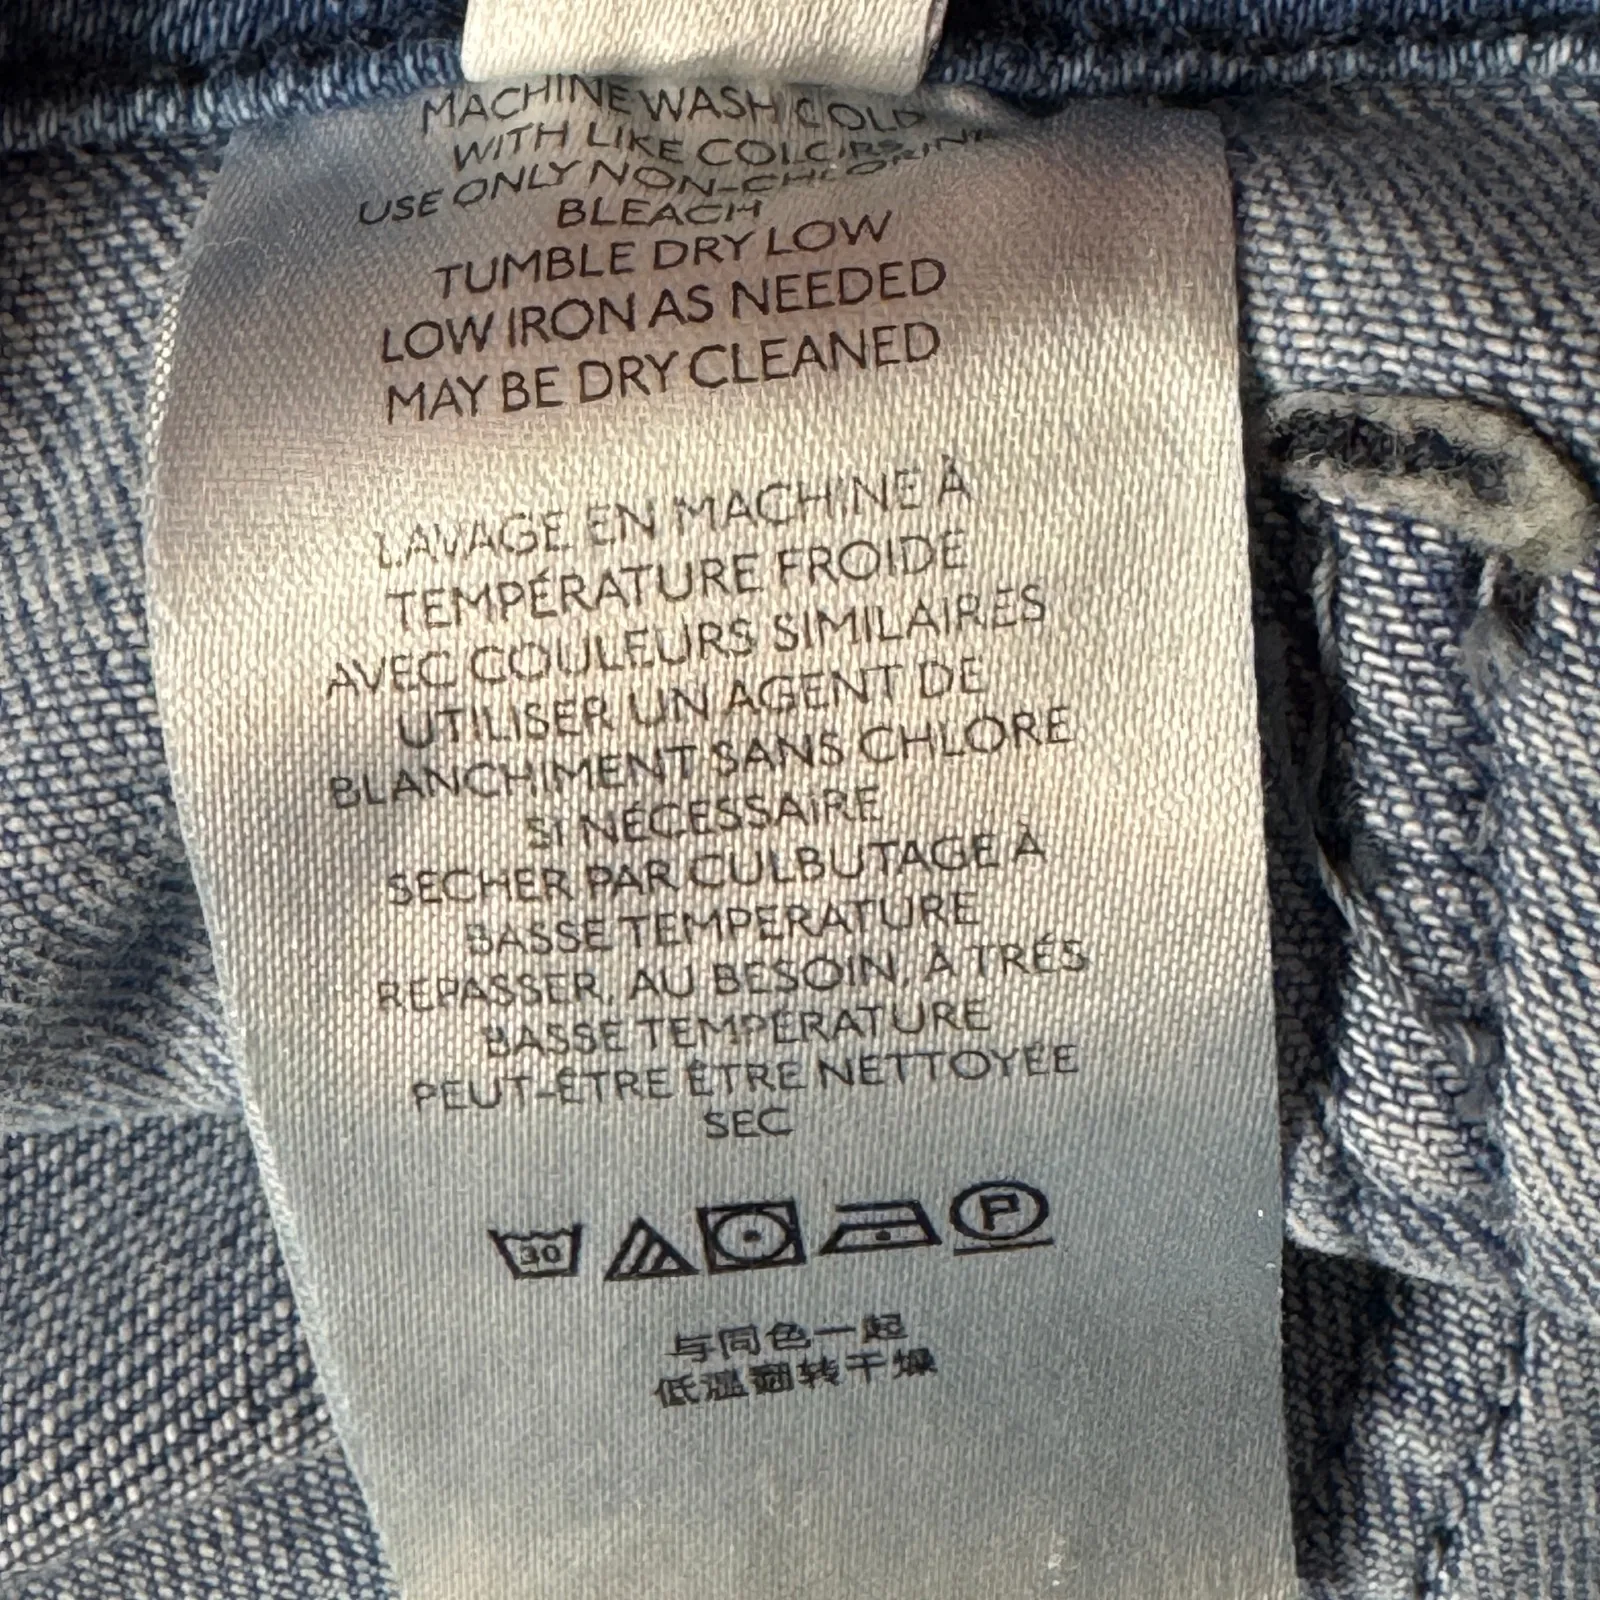 MACHINE WASH COLD
WITH LIKE COLORS
USE ONLY NON-CHLORINE
BLEACH
TUMBLE DRY LOW
LOW IRON AS NEEDED
MAY BE DRY CLEANED
LAVAGE EN MACHINE À
TEMPÉRATURE FROIDE
AVEC COULEURS SIMILAIRES
UTILISER UN AGENT DE
BLANCHIMENT SANS CHLORE
SI NÉCESSAIRE
SECHER PAR CULBUTAGE À
BASSE TEMPERATURE
REPASSER, AU BESOIN, À TRÉS
BASSE TEMPÉRATURE
PEUT-ÊTRE ÊTRE NETTOYÉE
SEC
30 P
与同色一起
低温翻转干燥